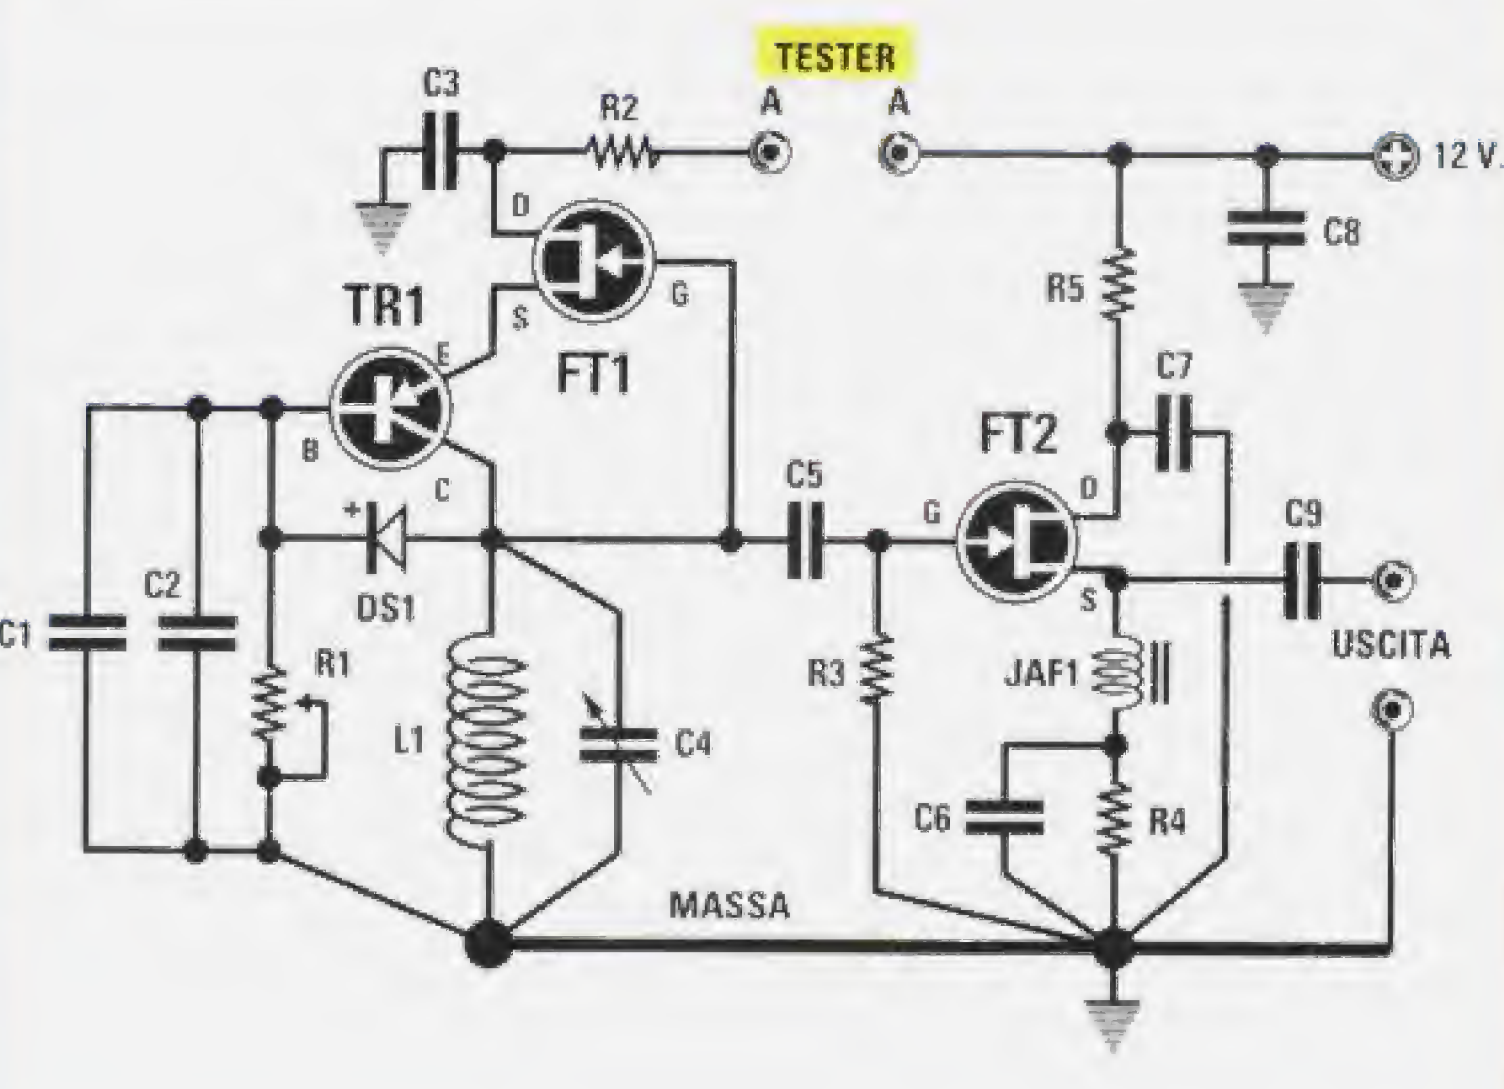 TESTER
C3
R2
A
A
12 V.
D
C8
TR1
S
G
R5
E
FT1
C7
B
FT2
C
C5
G
D
C9
+
C2
DS1
S
C1
R1
R3
JAF1
USCITA
L1
C4
C6
R4
MASSA